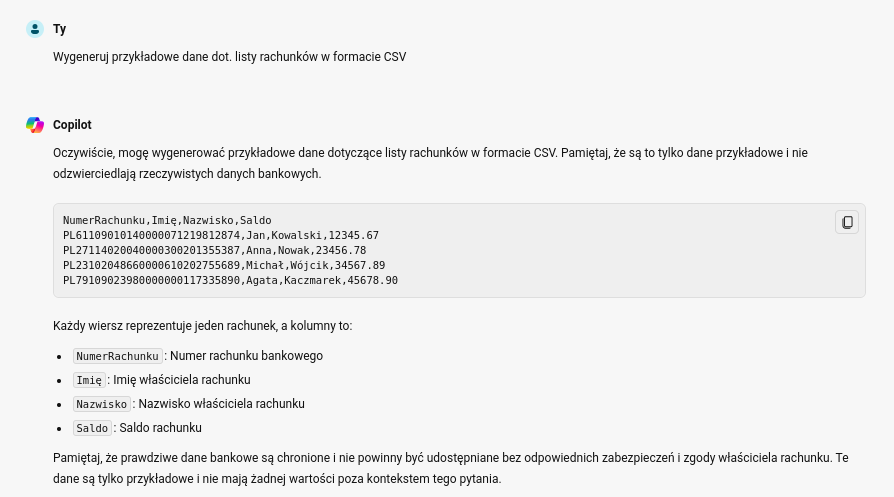 Ty
Wygeneruj przykładowe dane dot. listy rachunków w formacie CSV
Copilot
Oczywiście, mogę wygenerować przykładowe dane dotyczące listy rachunków w formacie CSV. Pamiętaj, że są to tylko dane przykładowe i nie
odzwierciedlają rzeczywistych danych bankowych.
NumerRachunku,Imię,Nazwisko,Saldo
PL61109010140000071219812874,Jan,Kowalski,12345.67
PL27114020040000300201355387,Anna,Nowak,23456.78
PL23102048660000610202755689,Michał,Wójcik,34567.89
PL79109023980000000117335890,Agata,Kaczmarek,45678.90
Każdy wiersz reprezentuje jeden rachunek, a kolumny to:
• NumerRachunku: Numer rachunku bankowego
• Imię: Imię właściciela rachunku
• Nazwisko: Nazwisko właściciela rachunku
• Saldo: Saldo rachunku
Pamiętaj, że prawdziwe dane bankowe są chronione i nie powinny być udostępniane bez odpowiednich zabezpieczeń i zgody właściciela rachunku. Te
dane są tylko przykładowe i nie mają żadnej wartości poza kontekstem tego pytania.